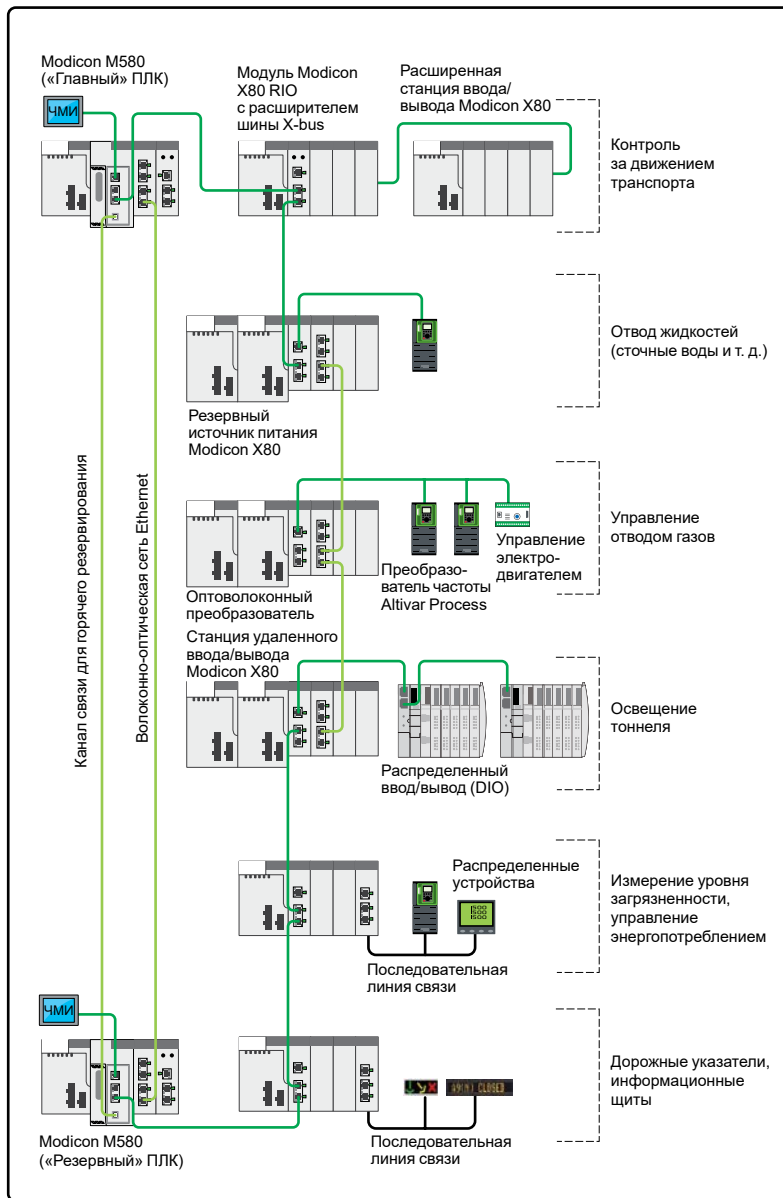 Modicon M580
(«Главный» ПЛК)
ЧМИ
Модуль Modicon
X80 RIO
с расширителем
шины X-bus
Расширенная
станция ввода/
вывода Modicon X80
Контроль
за движением
транспорта
Отвод жидкостей
(сточные воды и т. д.)
Резервный
источник питания
Modicon X80
Управление
отводом газов
Преобразо-
ватель частоты
Altivar Process
Управление
электро-
двигателем
Оптоволоконный
преобразователь
Станция удаленного
ввода/вывода
Modicon X80
Канал связи для горячего резервирования
Волоконно-оптическая сеть Ethernet
Освещение
тоннеля
Распределенный
ввод/вывод (DIO)
Распределенные
устройства
1500
1500
1500
Последовательная
линия связи
Измерение уровня
загрязненности,
управление
энергопотреблением
ЧМИ
Modicon M580
(«Резервный» ПЛК)
CLOSED
Последовательная
линия связи
Дорожные указатели,
информационные
щиты